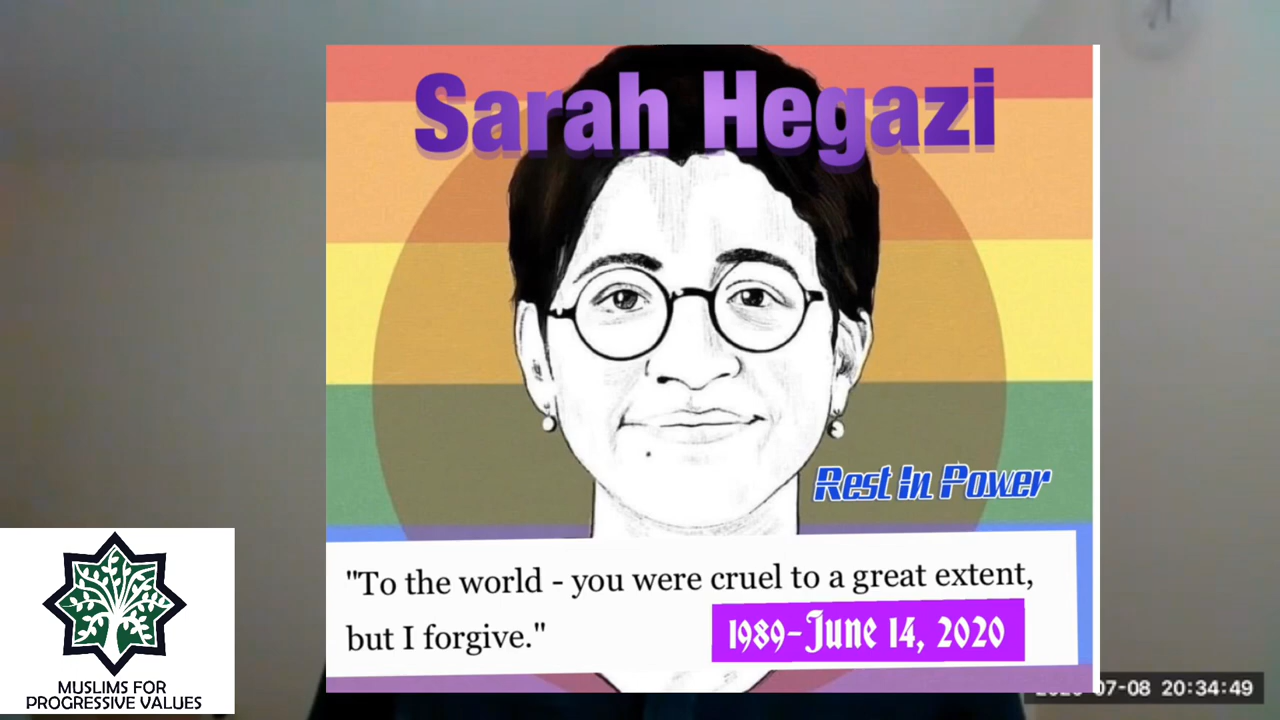 Sarah Hegazi
Rest In Power
"To the world - you were cruel to a great extent,
but I forgive."
1989-June 14, 2020
MUSLIMS FOR
PROGRESSIVE VALUES
07-08 20:34:49